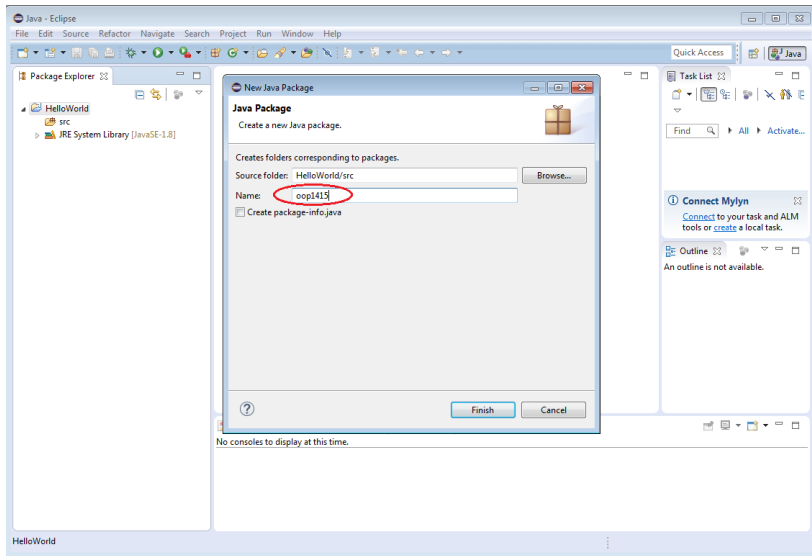 Java - Eclipse
File Edit Source Refactor Navigate Search Project Run Window Help
Quick Access
Java
Package Explorer
HelloWorld
src
JRE System Library [JavaSE-1.8]
New Java Package
Java Package
Create a new Java package.
Creates folders corresponding to packages.
Source folder: HelloWorld/src Browse...
Name: oop1415
Create package-info.java
Finish Cancel
Task List
Find All Activate...
Connect Mylyn
Connect to your task and ALM
tools or create a local task.
Outline
An outline is not available.
No consoles to display at this time.
HelloWorld